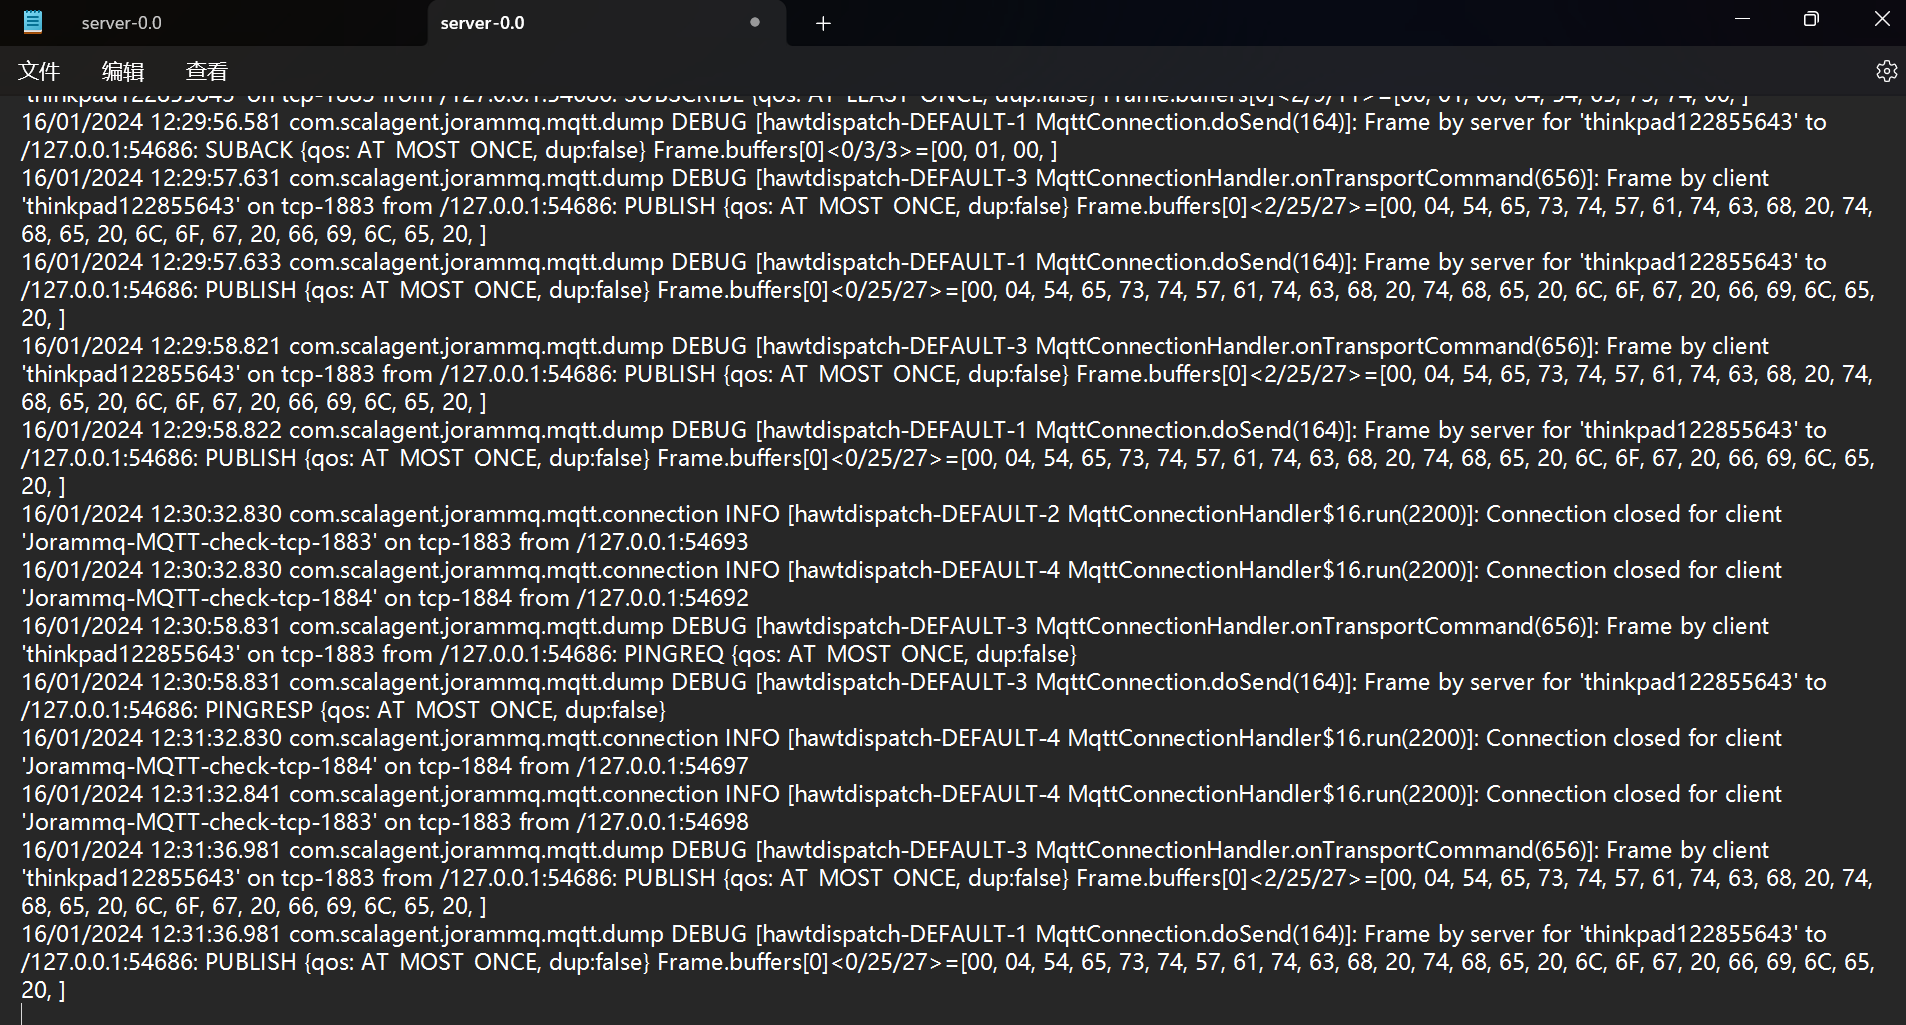 server-0.0
server-0.0
文件 编辑 查看
'thinkpad122855643' on tcp-1883 from /127.0.0.1:54686: SUBSCRIBE {qos: AT LEAST ONCE, dup:false} Frame.buffers[0]<2/9/11>=[00, 01, 00, 04, 54, 65, 73, 74, 00, ]
16/01/2024 12:29:56.581 com.scalagent.jorammq.mqtt.dump DEBUG [hawtdispatch-DEFAULT-1 MqttConnection.doSend(164)]: Frame by server for 'thinkpad122855643' to
/127.0.0.1:54686: SUBACK {qos: AT MOST ONCE, dup:false} Frame.buffers[0]<0/3/3>=[00, 01, 00, ]
16/01/2024 12:29:57.631 com.scalagent.jorammq.mqtt.dump DEBUG [hawtdispatch-DEFAULT-3 MqttConnectionHandler.onTransportCommand(656)]: Frame by client
'thinkpad122855643' on tcp-1883 from /127.0.0.1:54686: PUBLISH {qos: AT MOST ONCE, dup:false} Frame.buffers[0]<2/25/27>=[00, 04, 54, 65, 73, 74, 57, 61, 74, 63, 68, 20, 74,
68, 65, 20, 6C, 6F, 67, 20, 66, 69, 6C, 65, 20, ]
16/01/2024 12:29:57.633 com.scalagent.jorammq.mqtt.dump DEBUG [hawtdispatch-DEFAULT-1 MqttConnection.doSend(164)]: Frame by server for 'thinkpad122855643' to
/127.0.0.1:54686: PUBLISH {qos: AT MOST ONCE, dup:false} Frame.buffers[0]<0/25/27>=[00, 04, 54, 65, 73, 74, 57, 61, 74, 63, 68, 20, 74, 68, 65, 20, 6C, 6F, 67, 20, 66, 69, 6C, 65,
20, ]
16/01/2024 12:29:58.821 com.scalagent.jorammq.mqtt.dump DEBUG [hawtdispatch-DEFAULT-3 MqttConnectionHandler.onTransportCommand(656)]: Frame by client
'thinkpad122855643' on tcp-1883 from /127.0.0.1:54686: PUBLISH {qos: AT MOST ONCE, dup:false} Frame.buffers[0]<2/25/27>=[00, 04, 54, 65, 73, 74, 57, 61, 74, 63, 68, 20, 74,
68, 65, 20, 6C, 6F, 67, 20, 66, 69, 6C, 65, 20, ]
16/01/2024 12:29:58.822 com.scalagent.jorammq.mqtt.dump DEBUG [hawtdispatch-DEFAULT-1 MqttConnection.doSend(164)]: Frame by server for 'thinkpad122855643' to
/127.0.0.1:54686: PUBLISH {qos: AT MOST ONCE, dup:false} Frame.buffers[0]<0/25/27>=[00, 04, 54, 65, 73, 74, 57, 61, 74, 63, 68, 20, 74, 68, 65, 20, 6C, 6F, 67, 20, 66, 69, 6C, 65,
20, ]
16/01/2024 12:30:32.830 com.scalagent.jorammq.mqtt.connection INFO [hawtdispatch-DEFAULT-2 MqttConnectionHandler$16.run(2200)]: Connection closed for client
'Jorammq-MQTT-check-tcp-1883' on tcp-1883 from /127.0.0.1:54693
16/01/2024 12:30:32.830 com.scalagent.jorammq.mqtt.connection INFO [hawtdispatch-DEFAULT-4 MqttConnectionHandler$16.run(2200)]: Connection closed for client
'Jorammq-MQTT-check-tcp-1884' on tcp-1884 from /127.0.0.1:54692
16/01/2024 12:30:58.831 com.scalagent.jorammq.mqtt.dump DEBUG [hawtdispatch-DEFAULT-3 MqttConnectionHandler.onTransportCommand(656)]: Frame by client
'thinkpad122855643' on tcp-1883 from /127.0.0.1:54686: PINGREQ {qos: AT MOST ONCE, dup:false}
16/01/2024 12:30:58.831 com.scalagent.jorammq.mqtt.dump DEBUG [hawtdispatch-DEFAULT-3 MqttConnection.doSend(164)]: Frame by server for 'thinkpad122855643' to
/127.0.0.1:54686: PINGRESP {qos: AT MOST ONCE, dup:false}
16/01/2024 12:31:32.830 com.scalagent.jorammq.mqtt.connection INFO [hawtdispatch-DEFAULT-4 MqttConnectionHandler$16.run(2200)]: Connection closed for client
'Jorammq-MQTT-check-tcp-1884' on tcp-1884 from /127.0.0.1:54697
16/01/2024 12:31:32.841 com.scalagent.jorammq.mqtt.connection INFO [hawtdispatch-DEFAULT-4 MqttConnectionHandler$16.run(2200)]: Connection closed for client
'Jorammq-MQTT-check-tcp-1883' on tcp-1883 from /127.0.0.1:54698
16/01/2024 12:31:36.981 com.scalagent.jorammq.mqtt.dump DEBUG [hawtdispatch-DEFAULT-3 MqttConnectionHandler.onTransportCommand(656)]: Frame by client
'thinkpad122855643' on tcp-1883 from /127.0.0.1:54686: PUBLISH {qos: AT MOST ONCE, dup:false} Frame.buffers[0]<2/25/27>=[00, 04, 54, 65, 73, 74, 57, 61, 74, 63, 68, 20, 74,
68, 65, 20, 6C, 6F, 67, 20, 66, 69, 6C, 65, 20, ]
16/01/2024 12:31:36.981 com.scalagent.jorammq.mqtt.dump DEBUG [hawtdispatch-DEFAULT-1 MqttConnection.doSend(164)]: Frame by server for 'thinkpad122855643' to
/127.0.0.1:54686: PUBLISH {qos: AT MOST ONCE, dup:false} Frame.buffers[0]<0/25/27>=[00, 04, 54, 65, 73, 74, 57, 61, 74, 63, 68, 20, 74, 68, 65, 20, 6C, 6F, 67, 20, 66, 69, 6C, 65,
20, ]